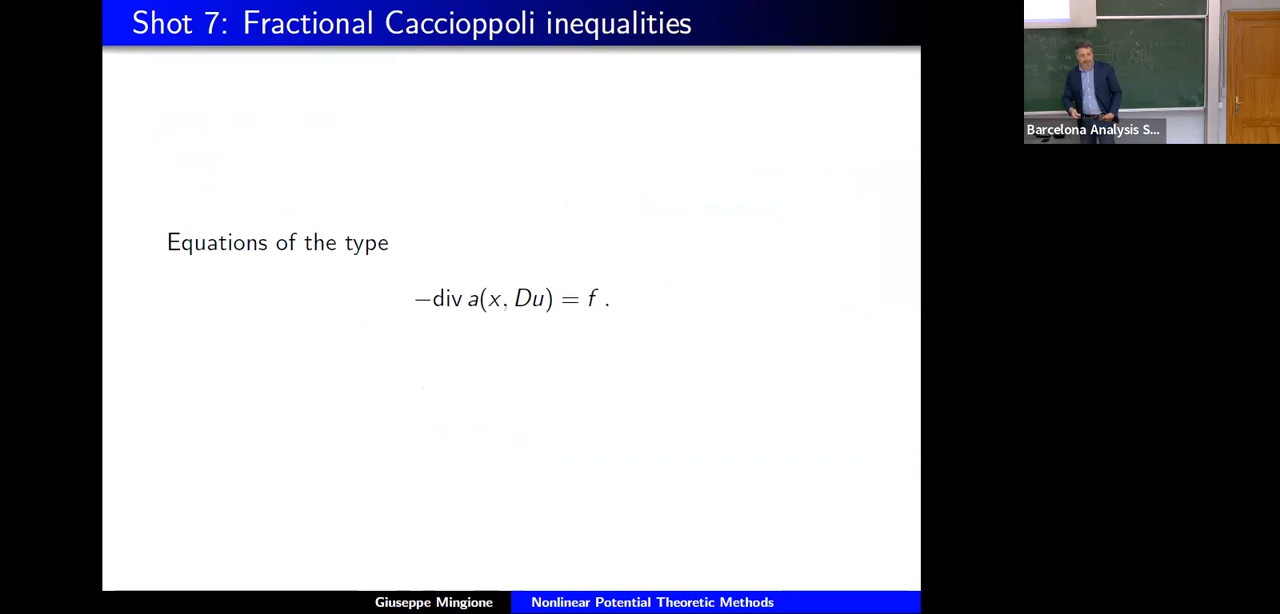 Shot 7: Fractional Caccioppoli inequalities
Barcelona Analysis S...
Equations of the type
−div a(x, Du) = f .
Giuseppe Mingione
Nonlinear Potential Theoretic Methods